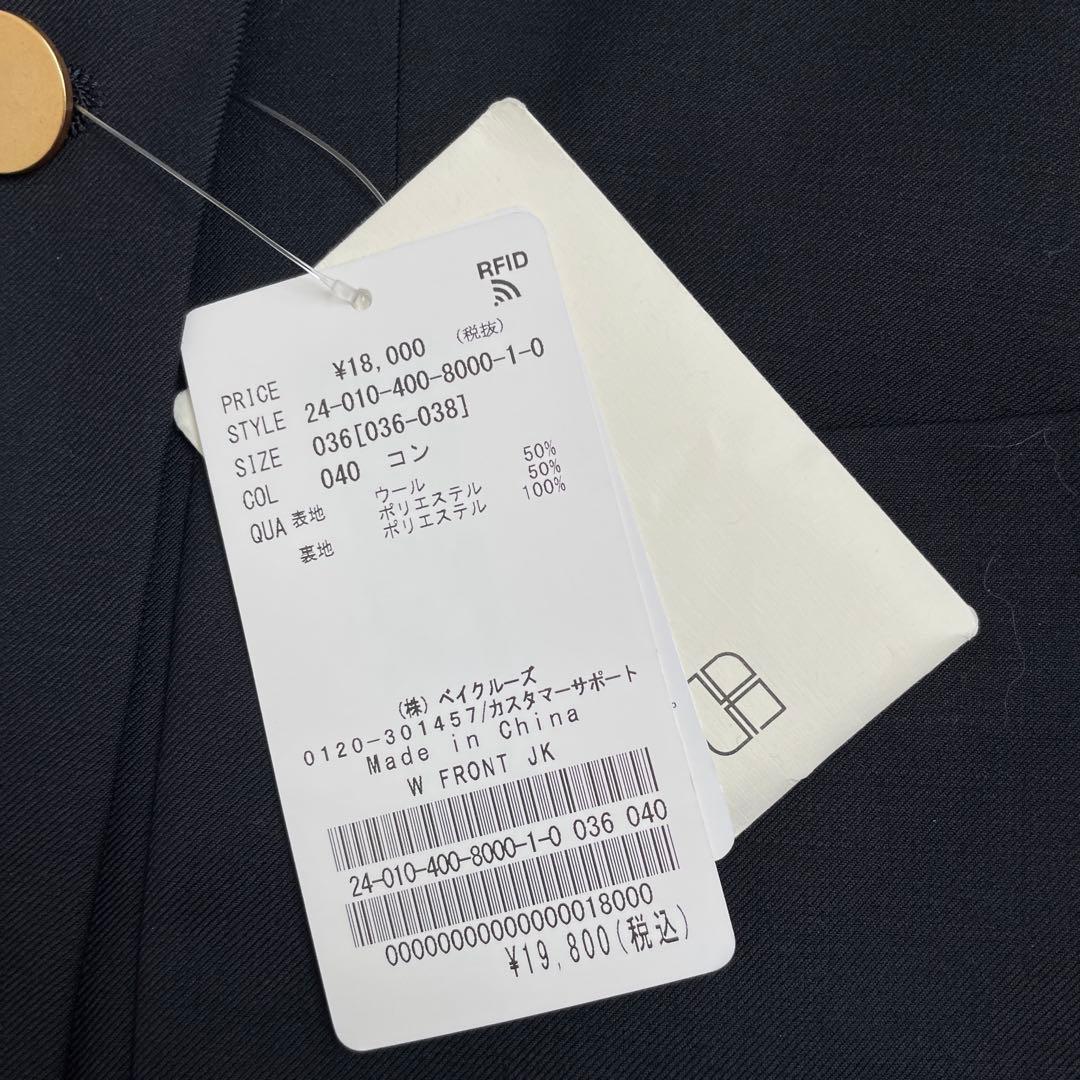 RFID
PRICE ¥18,000 (税抜)
STYLE 24-010-400-8000-1-0
SIZE 036[036-038]
COL 040 コン
QUA 表地 ウール 50%
ポリエステル 50%
裏地 ポリエステル 100%
(株) ベイクルーズ
0120-301457/カスタマーサポート
Made in China
W FRONT JK
24-010-400-8000-1-0 036 040
00000000000000018000
¥19,800(税込)